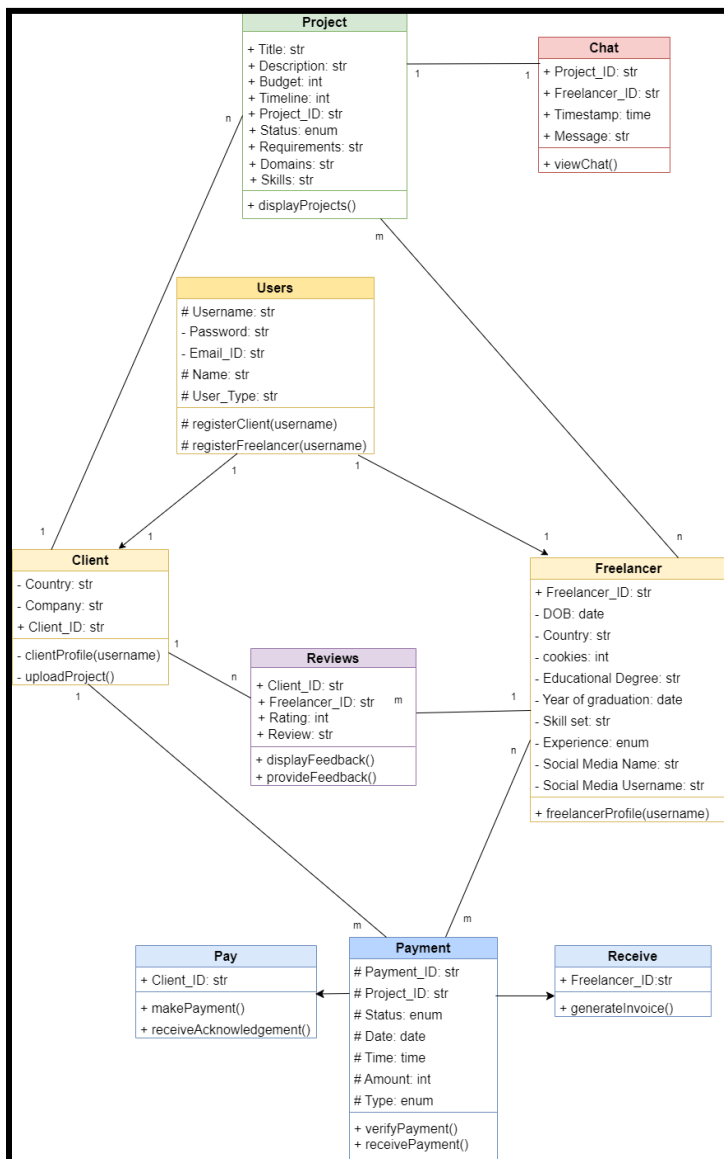 Project
+ Title: str
+ Description: str
+ Budget: int
+ Timeline: int
+ Project_ID: str
+ Status: enum
+ Requirements: str
+ Domains: str
+ Skills: str
+ displayProjects()
Chat
+ Project_ID: str
+ Freelancer_ID: str
+ Timestamp: time
+ Message: str
+ viewChat()
1
1
n
m
Users
# Username: str
- Password: str
- Email_ID: str
# Name: str
# User_Type: str
# registerClient(username)
# registerFreelancer(username)
1
1
1
1
1
n
Client
- Country: str
- Company: str
+ Client_ID: str
- clientProfile(username)
- uploadProject()
Freelancer
+ Freelancer_ID: str
- DOB: date
- Country: str
- cookies: int
- Educational Degree: str
- Year of graduation: date
- Skill set: str
- Experience: enum
- Social Media Name: str
- Social Media Username: str
+ freelancerProfile(username)
1
n
Reviews
+ Client_ID: str
+ Freelancer_ID: str
+ Rating: int
+ Review: str
+ displayFeedback()
+ provideFeedback()
m
1
1
n
m
m
Pay
+ Client_ID: str
+ makePayment()
+ receiveAcknowledgement()
Payment
# Payment_ID: str
# Project_ID: str
# Status: enum
# Date: date
# Time: time
# Amount: int
# Type: enum
+ verifyPayment()
+ receivePayment()
Receive
+ Freelancer_ID:str
+ generateInvoice()